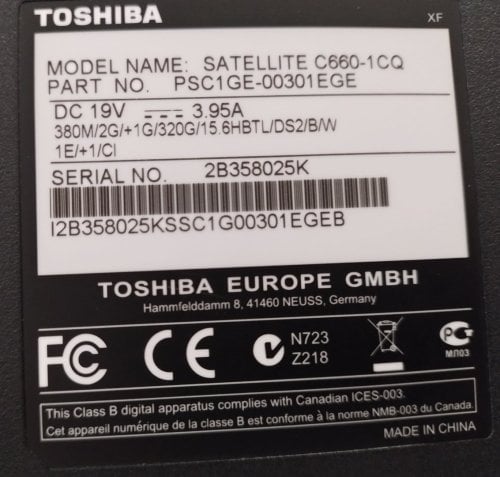 TOSHIBA
XF
MODEL NAME: SATELLITE C660-1CQ
PART NO. PSC1GE-00301EGE
DC 19V ⎓ 3.95A
380M/2G/+1G/320G/15.6HBTL/DS2/B/W
1E/+1/CI
SERIAL NO. 2B358025K
I2B358025KSSC1G00301EGEB
TOSHIBA EUROPE GMBH
Hammfelddamm 8, 41460 NEUSS, Germany
FC CE N723
Z218
МЛ03
This Class B digital apparatus complies with Canadian ICES-003.
Cet appareil numérique de la classe B est conforme à la norme NMB-003 du Canada.
MADE IN CHINA